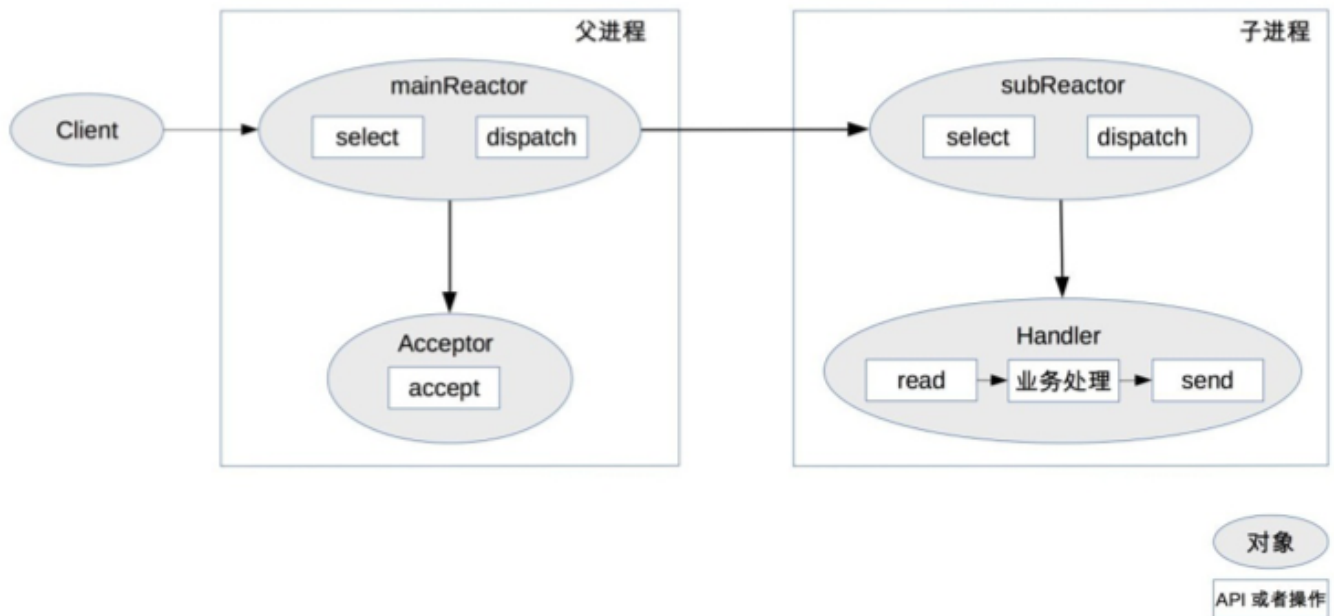 父进程
子进程
Client
mainReactor
select
dispatch
subReactor
select
dispatch
Acceptor
accept
Handler
read
业务处理
send
对象
API 或者操作